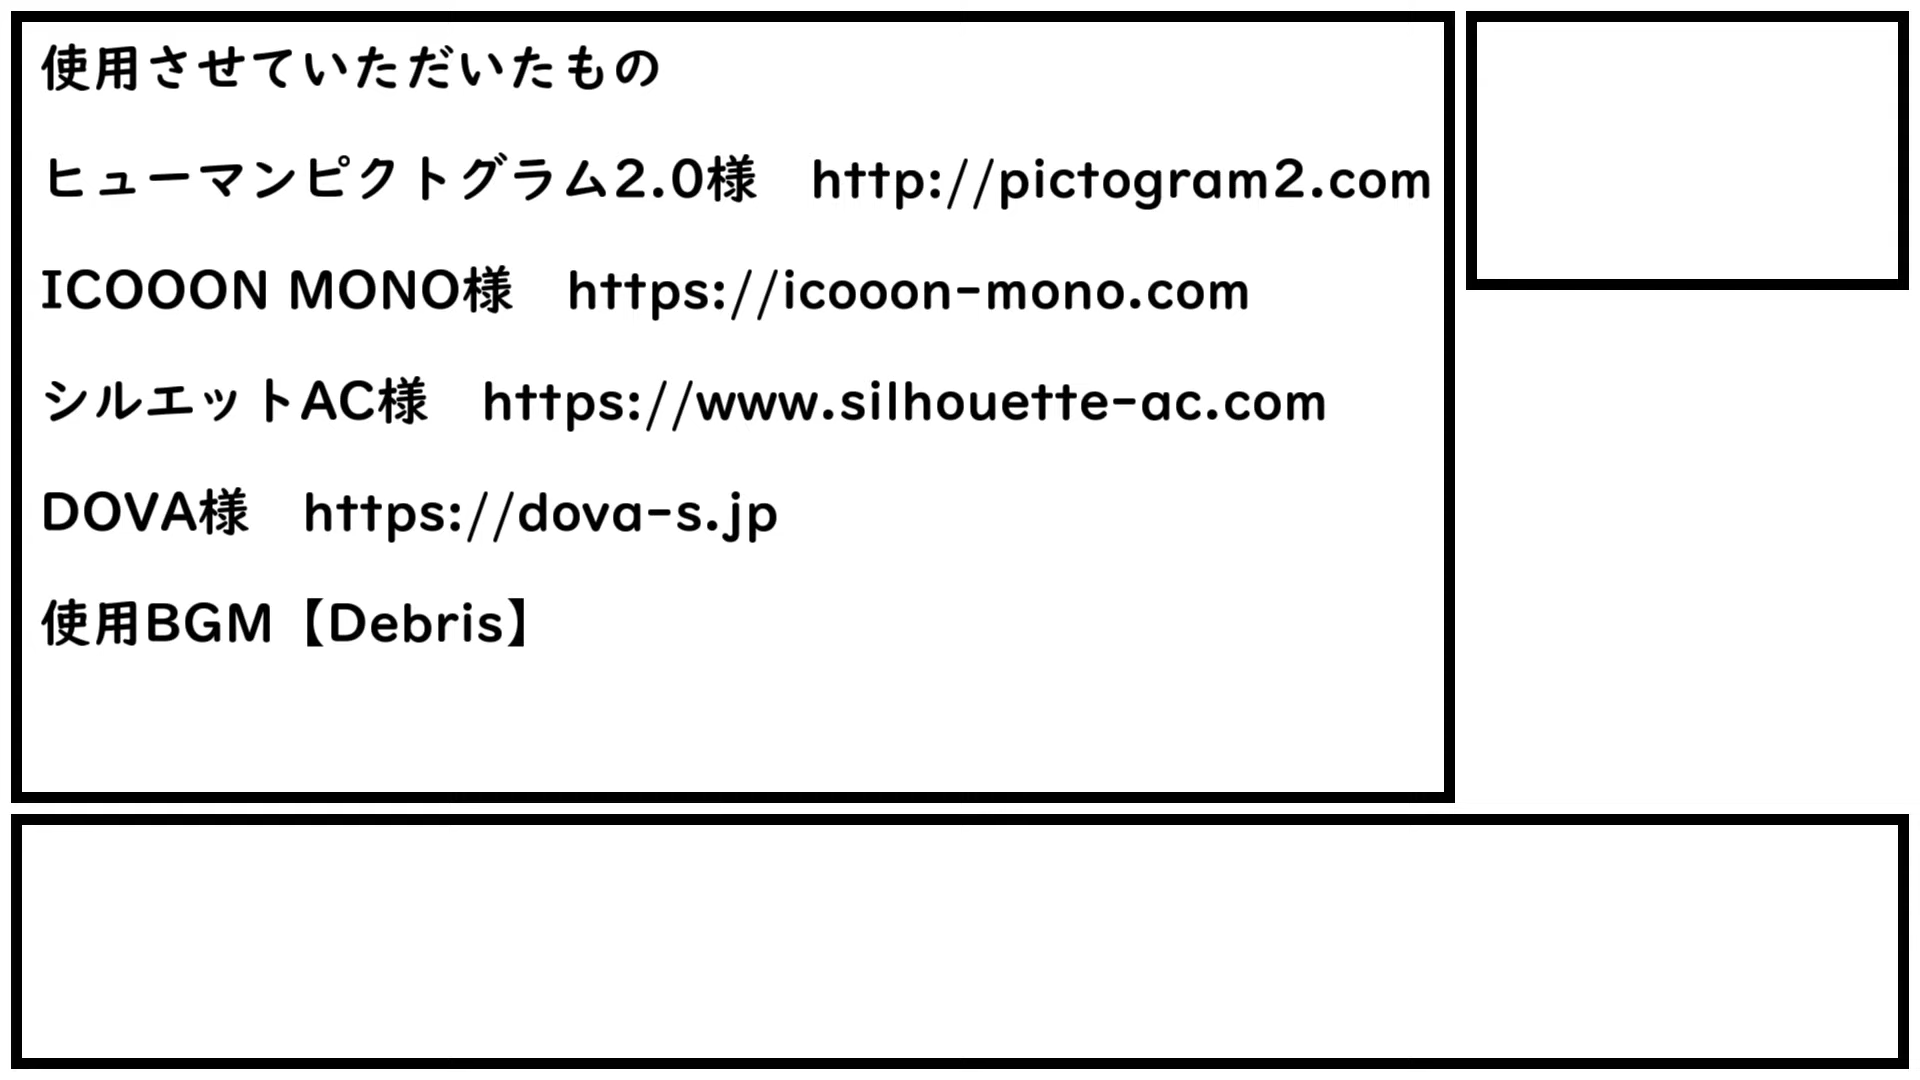 使用させていただいたもの
ヒューマンピクトグラム2.0様　http://pictogram2.com
ICOOON MONO様　https://icooon-mono.com
シルエットAC様　https://www.silhouette-ac.com
DOVA様　https://dova-s.jp
使用BGM【Debris】